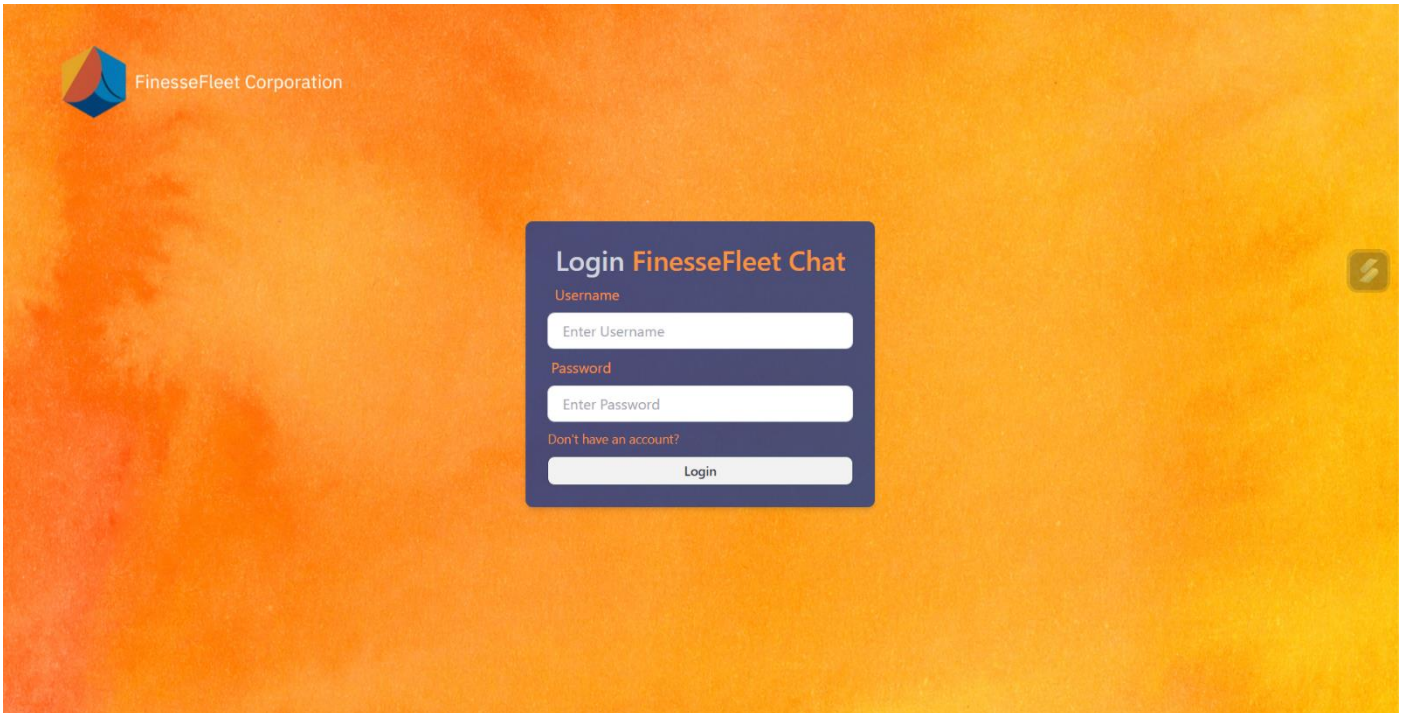 FinesseFleet Corporation
Login FinesseFleet Chat
Username
Enter Username
Password
Enter Password
Don't have an account?
Login